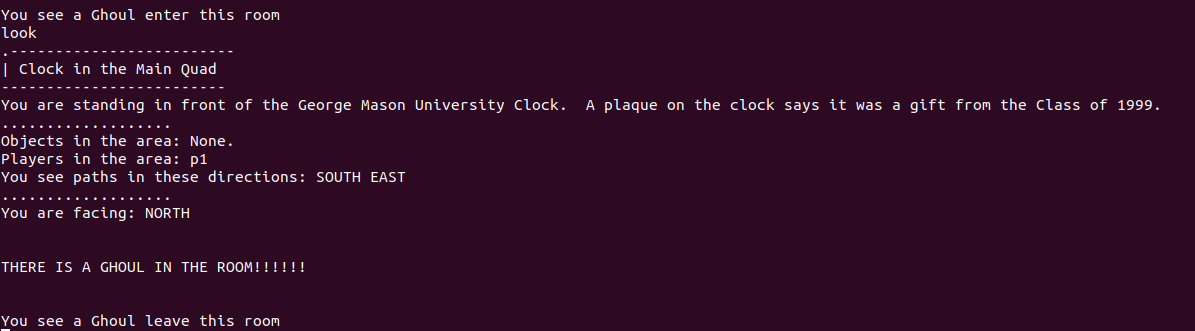 You see a Ghoul enter this room
look
.-------------------------
| Clock in the Main Quad
-------------------------
You are standing in front of the George Mason University Clock.  A plaque on the clock says it was a gift from the Class of 1999.
...................
Objects in the area: None.
Players in the area: p1
You see paths in these directions: SOUTH EAST
...................
You are facing: NORTH
THERE IS A GHOUL IN THE ROOM!!!!!!
You see a Ghoul leave this room